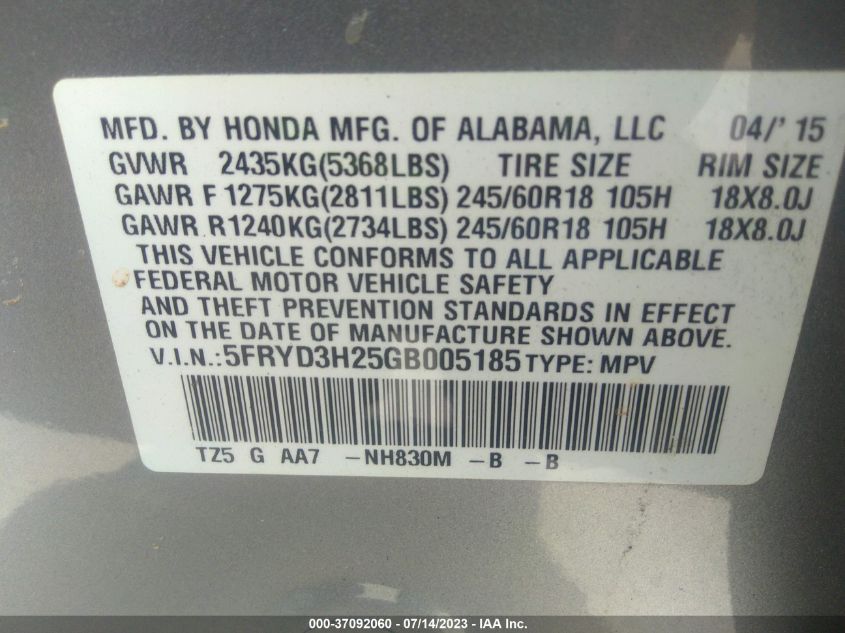 MFD. BY HONDA MFG. OF ALABAMA, LLC 04/'15
GVWR 2435KG(5368LBS) TIRE SIZE RIM SIZE
GAWR F 1275KG(2811LBS) 245/60R18 105H 18X8.0J
GAWR R1240KG(2734LBS) 245/60R18 105H 18X8.0J
THIS VEHICLE CONFORMS TO ALL APPLICABLE
FEDERAL MOTOR VEHICLE SAFETY
AND THEFT PREVENTION STANDARDS IN EFFECT
ON THE DATE OF MANUFACTURE SHOWN ABOVE.
V.I.N.:5FRYD3H25GB005185 TYPE: MPV
TZ5 G AA7 -NH830M -B -B
000-37092060 - 07/14/2023 - IAA Inc.